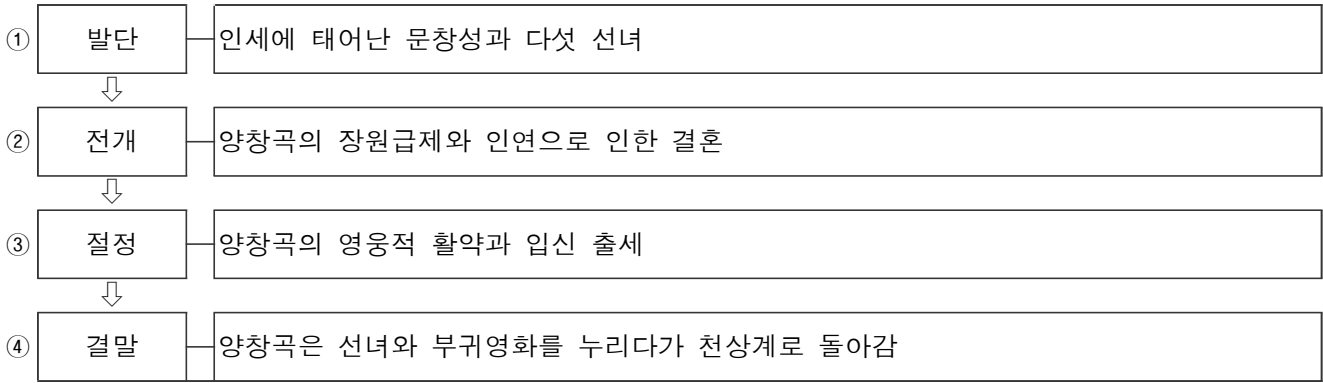 ① 발단 인세에 태어난 문창성과 다섯 선녀
⇩
② 전개 양창곡의 장원급제와 인연으로 인한 결혼
⇩
③ 절정 양창곡의 영웅적 활약과 입신 출세
⇩
④ 결말 양창곡은 선녀와 부귀영화를 누리다가 천상계로 돌아감